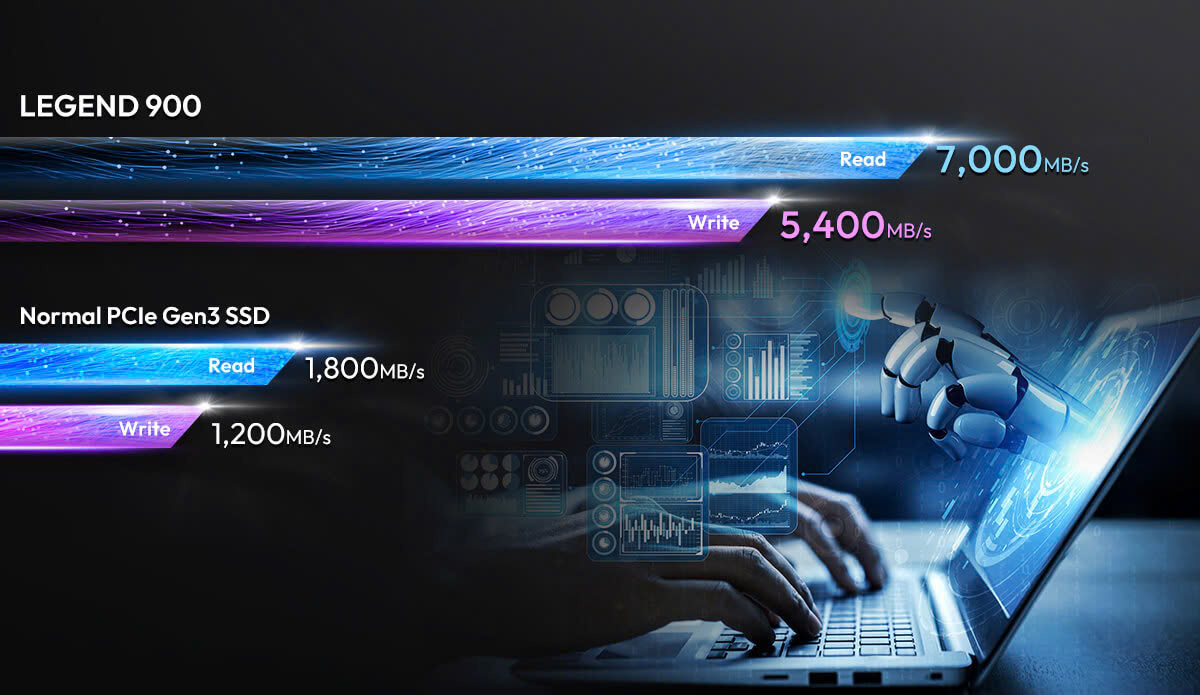 LEGEND 900
Read 7,000MB/s
Write 5,400MB/s
Normal PCIe Gen3 SSD
Read 1,800MB/s
Write 1,200MB/s